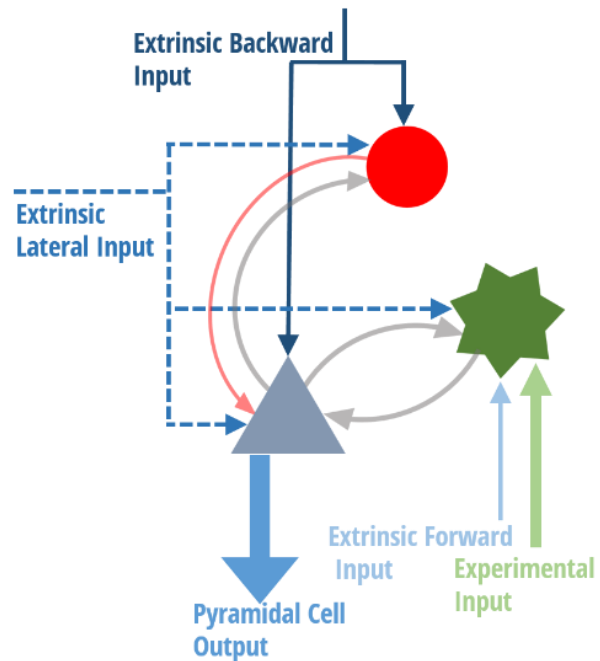 Extrinsic Backward
Input
Extrinsic
Lateral Input
Extrinsic Forward
Input
Experimental
Input
Pyramidal Cell
Output